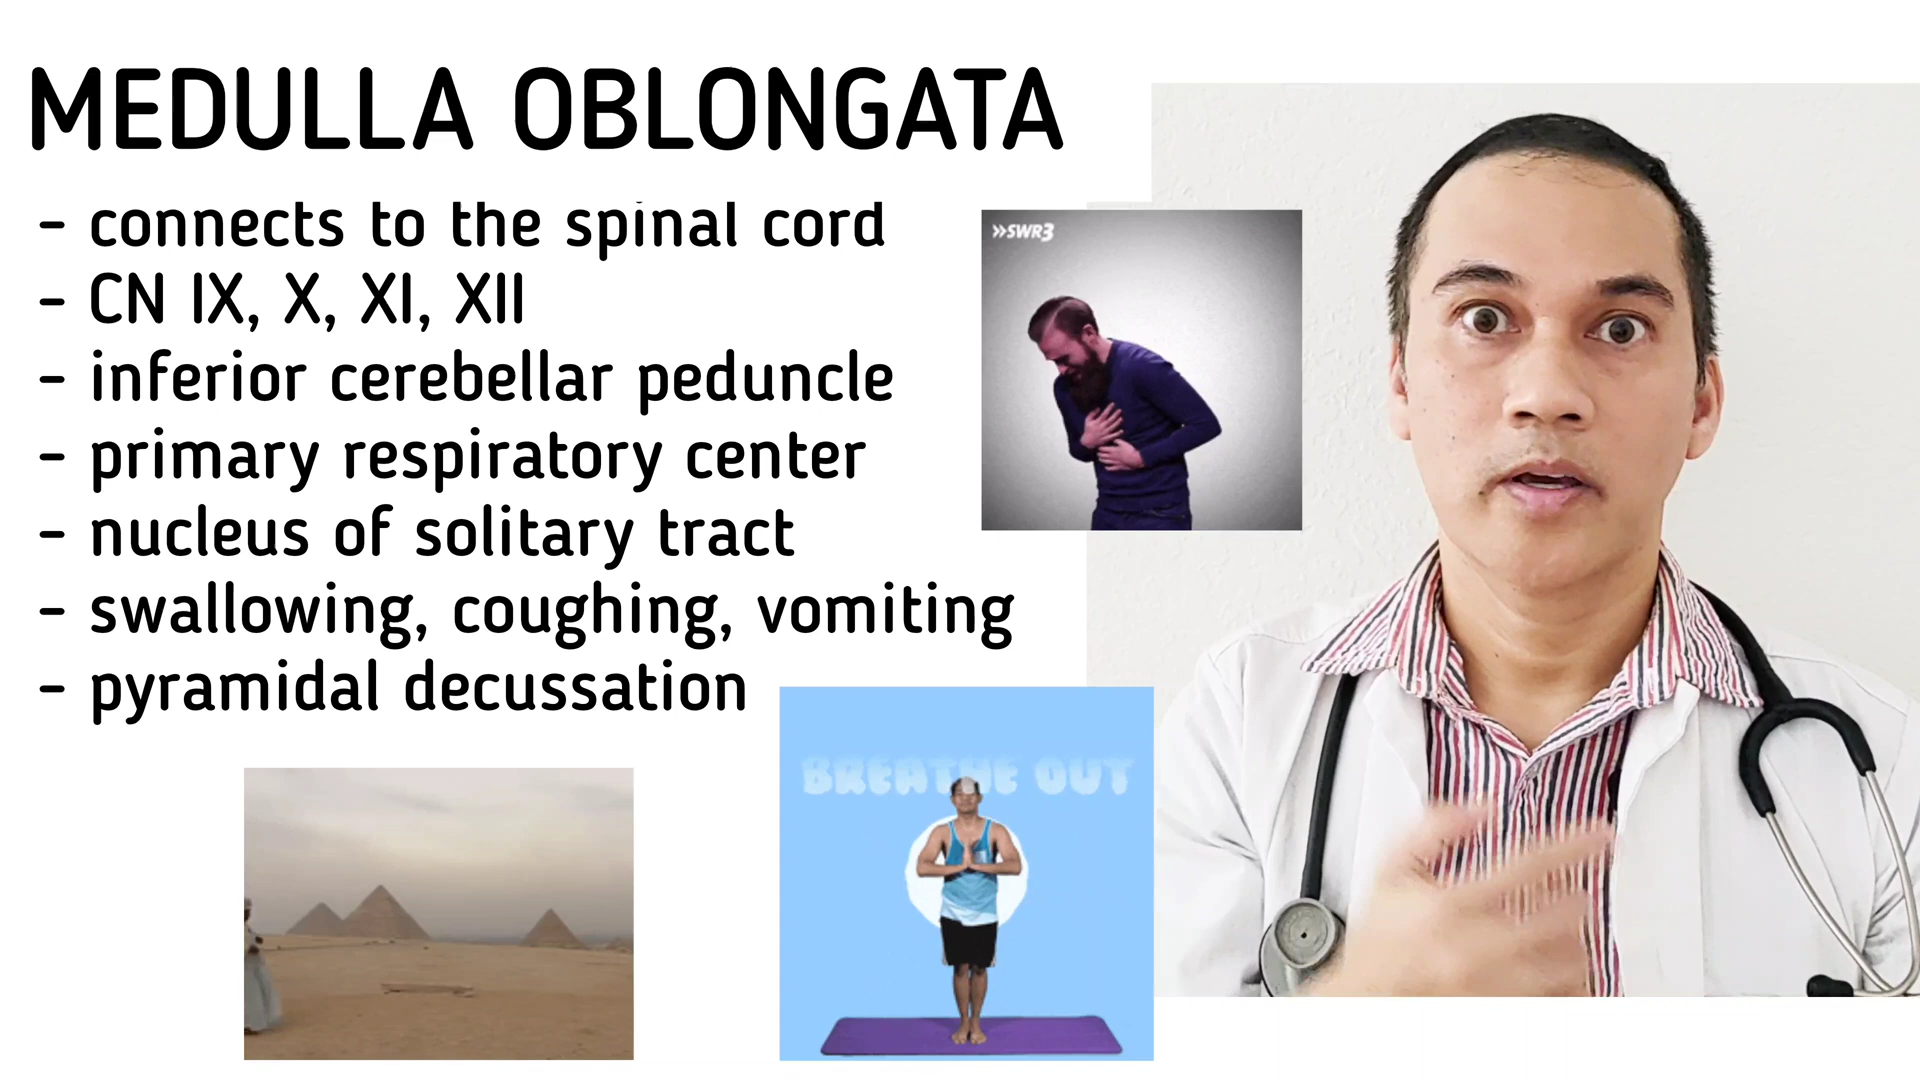 MEDULLA OBLONGATA
- connects to the spinal cord
- CN IX, X, XI, XII
- inferior cerebellar peduncle
- primary respiratory center
- nucleus of solitary tract
- swallowing, coughing, vomiting
- pyramidal decussation
»SWR3
BREATHE OUT